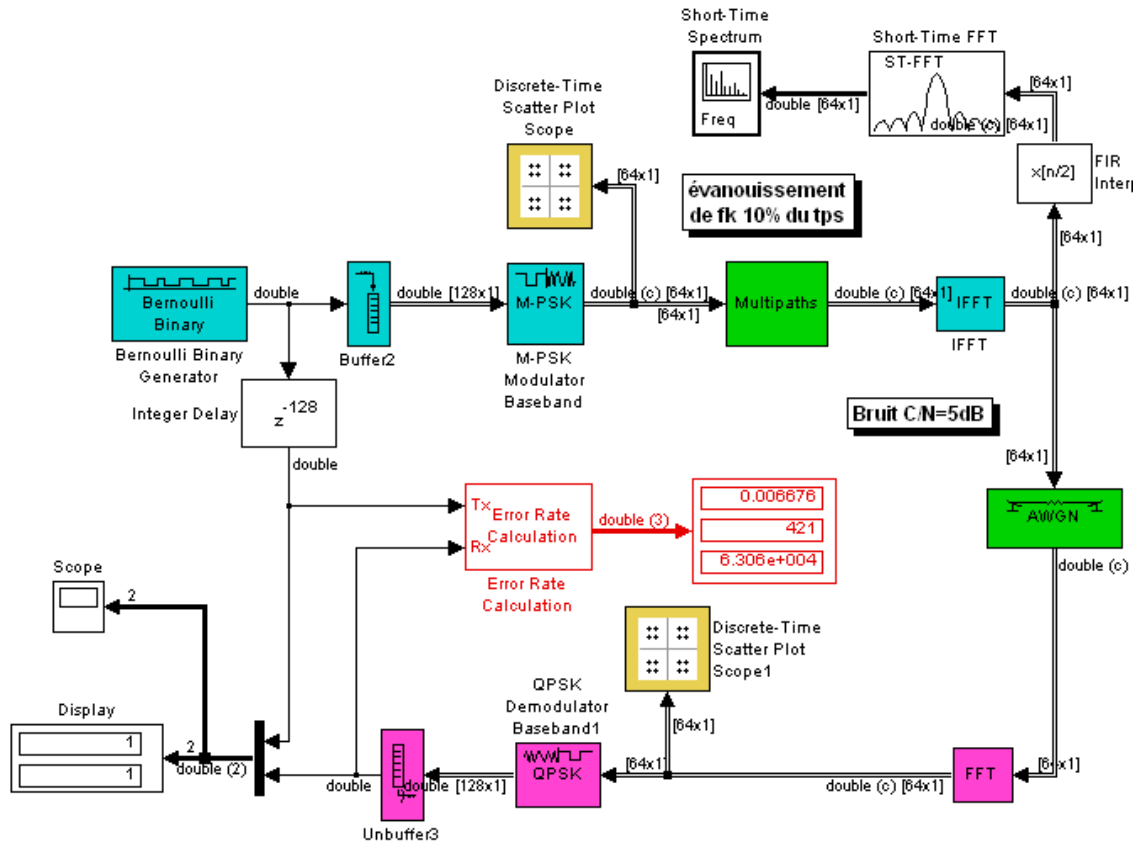 Short-Time
Spectrum
Freq
Short-Time FFT
ST-FFT
double [64x1]
double (c) [64x1]
[64x1]
x[n/2]
FIR
Interp
[64x1]
Discrete-Time
Scatter Plot
Scope
[64x1]
évanouissement
de fk 10% du tps
Bernoulli
Binary
Bernoulli Binary
Generator
double
Buffer2
double [128x1]
M-PSK
M-PSK
Modulator
Baseband
double (c) [64x1]
[64x1]
Multipaths
double (c) [64x1]
IFFT
IFFT
double (c) [64x1]
Integer Delay
z-128
double
Bruit C/N=5dB
[64x1]
AWGN
double (c)
Tx
Rx
Error Rate
Calculation
Error Rate
Calculation
double (3)
0.006676
421
6.306e+004
Scope
2
Display
1
1
2
double (2)
double
Unbuffer3
double [128x1]
QPSK
Demodulator
Baseband1
QPSK
[64x1]
Discrete-Time
Scatter Plot
Scope1
[64x1]
double (c) [64x1]
FFT
[64x1]